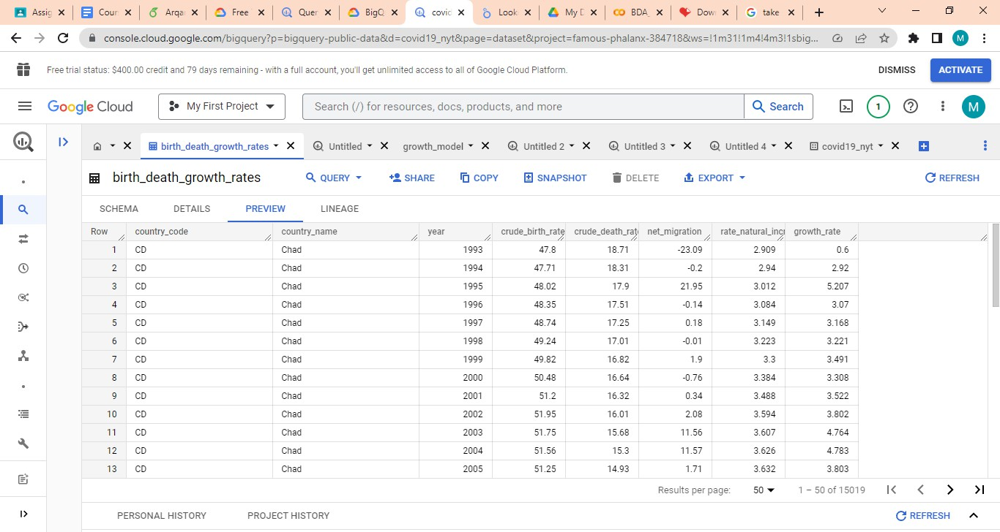 Assig Cour Arqa Free Quer BigQ covid Look My D BDA_ Dow take
console.cloud.google.com/bigquery?p=bigquery-public-data&d=covid19_nyt&page=dataset&project=famous-phalanx-384718&ws=!1m31!1m4!4m3!1sbig... M
Free trial status: $400.00 credit and 79 days remaining - with a full account, you'll get unlimited access to all of Google Cloud Platform. DISMISS ACTIVATE
Google Cloud My First Project Search (/) for resources, docs, products, and more Search 1 M
birth_death_growth_rates Untitled growth_model Untitled 2 Untitled 3 Untitled 4 covid19_nyt
birth_death_growth_rates QUERY SHARE COPY SNAPSHOT DELETE EXPORT REFRESH
SCHEMA DETAILS PREVIEW LINEAGE
Row country_code country_name year crude_birth_rate crude_death_rat net_migration rate_natural_incr growth_rate
1 CD Chad 1993 47.8 18.71 -23.09 2.909 0.6
2 CD Chad 1994 47.71 18.31 -0.2 2.94 2.92
3 CD Chad 1995 48.02 17.9 21.95 3.012 5.207
4 CD Chad 1996 48.35 17.51 -0.14 3.084 3.07
5 CD Chad 1997 48.74 17.25 0.18 3.149 3.168
6 CD Chad 1998 49.24 17.01 -0.01 3.223 3.221
7 CD Chad 1999 49.82 16.82 1.9 3.3 3.491
8 CD Chad 2000 50.48 16.64 -0.76 3.384 3.308
9 CD Chad 2001 51.2 16.32 0.34 3.488 3.522
10 CD Chad 2002 51.95 16.01 2.08 3.594 3.802
11 CD Chad 2003 51.75 15.68 11.56 3.607 4.764
12 CD Chad 2004 51.56 15.3 11.57 3.626 4.783
13 CD Chad 2005 51.25 14.93 1.71 3.632 3.803
Results per page: 50 1 – 50 of 15019
PERSONAL HISTORY PROJECT HISTORY REFRESH